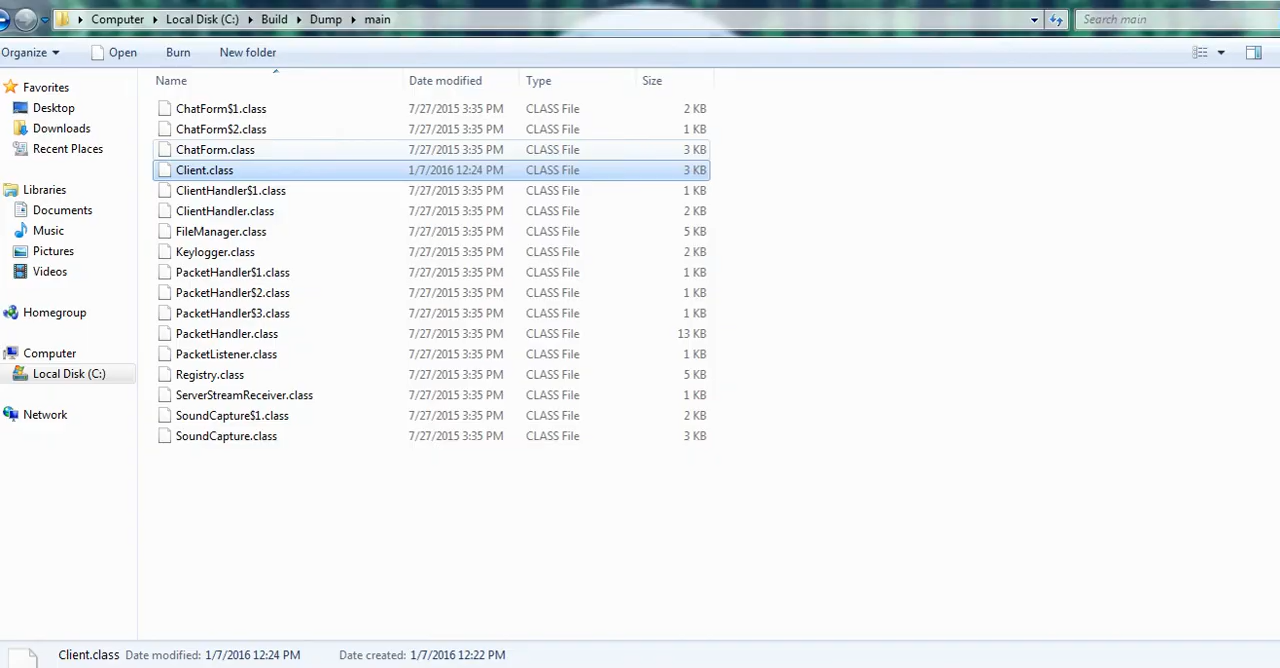 Computer Local Disk (C:) Build Dump main Search main
Organize Open Burn New folder
Favorites
Desktop
Downloads
Recent Places
Libraries
Documents
Music
Pictures
Videos
Homegroup
Computer
Local Disk (C:)
Network
Name Date modified Type Size
ChatForm$1.class 7/27/2015 3:35 PM CLASS File 2 KB
ChatForm$2.class 7/27/2015 3:35 PM CLASS File 1 KB
ChatForm.class 7/27/2015 3:35 PM CLASS File 3 KB
Client.class 1/7/2016 12:24 PM CLASS File 3 KB
ClientHandler$1.class 7/27/2015 3:35 PM CLASS File 1 KB
ClientHandler.class 7/27/2015 3:35 PM CLASS File 2 KB
FileManager.class 7/27/2015 3:35 PM CLASS File 5 KB
Keylogger.class 7/27/2015 3:35 PM CLASS File 2 KB
PacketHandler$1.class 7/27/2015 3:35 PM CLASS File 1 KB
PacketHandler$2.class 7/27/2015 3:35 PM CLASS File 1 KB
PacketHandler$3.class 7/27/2015 3:35 PM CLASS File 1 KB
PacketHandler.class 7/27/2015 3:35 PM CLASS File 13 KB
PacketListener.class 7/27/2015 3:35 PM CLASS File 1 KB
Registry.class 7/27/2015 3:35 PM CLASS File 5 KB
ServerStreamReceiver.class 7/27/2015 3:35 PM CLASS File 1 KB
SoundCapture$1.class 7/27/2015 3:35 PM CLASS File 2 KB
SoundCapture.class 7/27/2015 3:35 PM CLASS File 3 KB
Client.class Date modified: 1/7/2016 12:24 PM Date created: 1/7/2016 12:22 PM